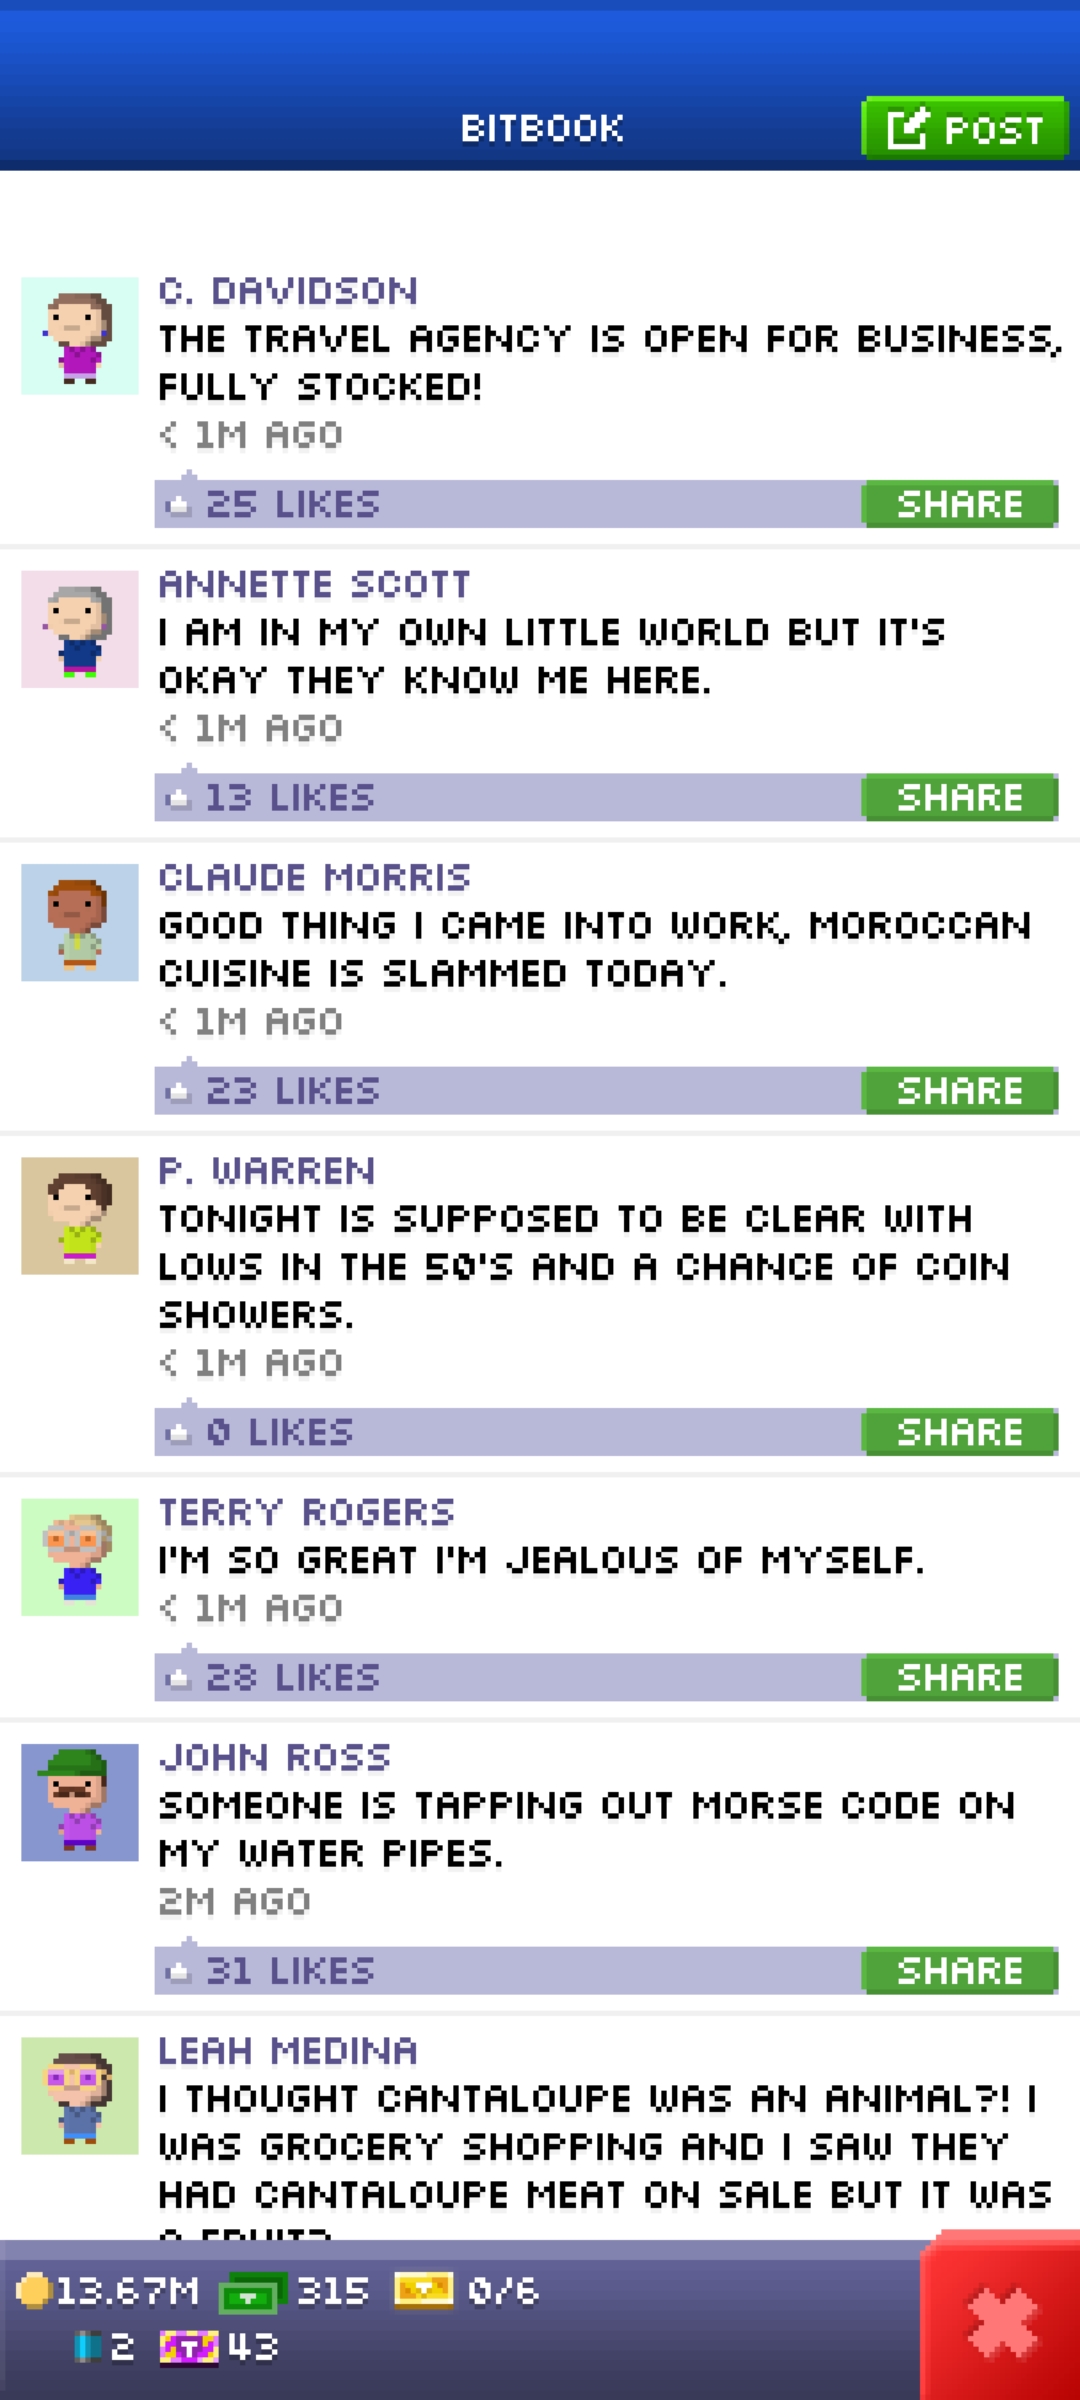 BITBOOK
POST
C. DAVIDSON
THE TRAVEL AGENCY IS OPEN FOR BUSINESS,
FULLY STOCKED!
< 1M AGO
25 LIKES
SHARE
ANNETTE SCOTT
I AM IN MY OWN LITTLE WORLD BUT IT'S
OKAY THEY KNOW ME HERE.
< 1M AGO
13 LIKES
SHARE
CLAUDE MORRIS
GOOD THING I CAME INTO WORK, MOROCCAN
CUISINE IS SLAMMED TODAY.
< 1M AGO
23 LIKES
SHARE
P. WARREN
TONIGHT IS SUPPOSED TO BE CLEAR WITH
LOWS IN THE 50'S AND A CHANCE OF COIN
SHOWERS.
< 1M AGO
0 LIKES
SHARE
TERRY ROGERS
I'M SO GREAT I'M JEALOUS OF MYSELF.
< 1M AGO
28 LIKES
SHARE
JOHN ROSS
SOMEONE IS TAPPING OUT MORSE CODE ON
MY WATER PIPES.
2M AGO
31 LIKES
SHARE
LEAH MEDINA
I THOUGHT CANTALOUPE WAS AN ANIMAL?! I
WAS GROCERY SHOPPING AND I SAW THEY
HAD CANTALOUPE MEAT ON SALE BUT IT WAS
13.67M 315 0/6
2 43